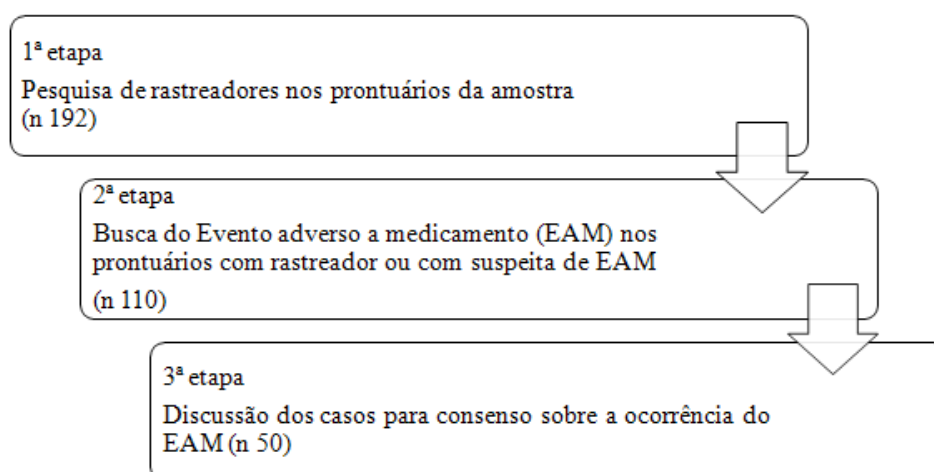 1ª etapa
Pesquisa de rastreadores nos prontuários da amostra
(n 192)
2ª etapa
Busca do Evento adverso a medicamento (EAM) nos
prontuários com rastreador ou com suspeita de EAM
(n 110)
3ª etapa
Discussão dos casos para consenso sobre a ocorrência do
EAM (n 50)